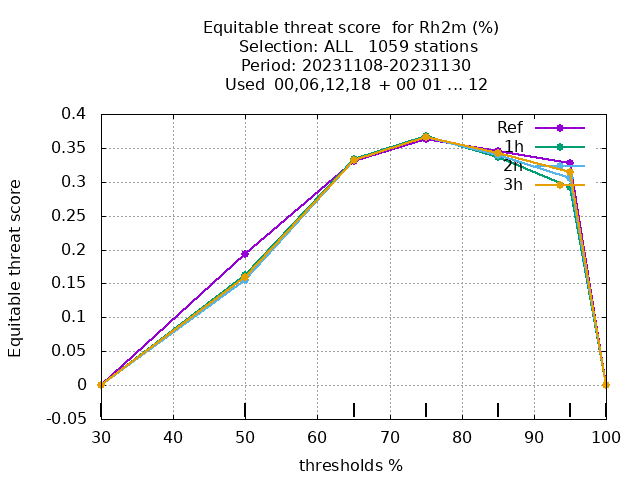 Equitable threat score  for Rh2m (%)
Selection: ALL   1059 stations
Period: 20231108-20231130
Used  00,06,12,18  + 00 01 ... 12
Equitable threat score
0.4
0.35
0.3
0.25
0.2
0.15
0.1
0.05
0
-0.05
Ref
1h
2h
3h
30 40 50 60 70 80 90 100
thresholds %